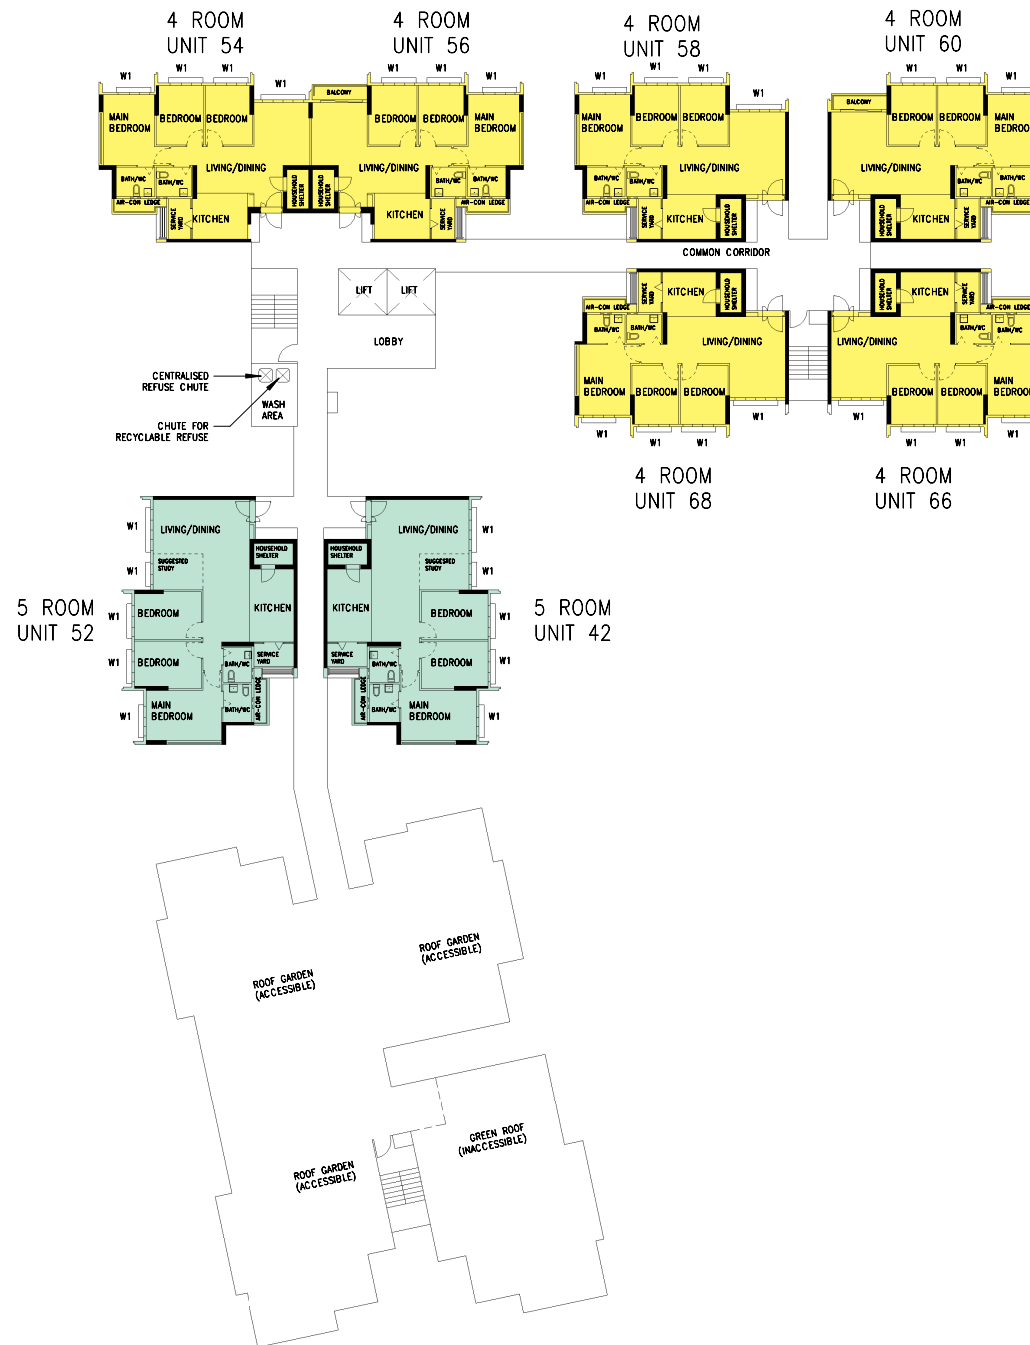 4 ROOM
UNIT 54
4 ROOM
UNIT 56
4 ROOM
UNIT 58
4 ROOM
UNIT 60
W1
W1
W1
W1
BALCONY
W1
W1
W1
MAIN
BEDROOM
BEDROOM
BEDROOM
LIVING/DINING
BATH/WC
BATH/WC
AIR-CON LEDGE
SERVICE
YARD
KITCHEN
HOUSEHOLD
SHELTER
HOUSEHOLD
SHELTER
LIVING/DINING
BEDROOM
BEDROOM
MAIN
BEDROOM
BATH/WC
BATH/WC
AIR-CON LEDGE
KITCHEN
SERVICE
YARD
W1
W1
W1
W1
MAIN
BEDROOM
BEDROOM
BEDROOM
LIVING/DINING
BATH/WC
BATH/WC
AIR-CON LEDGE
SERVICE
YARD
KITCHEN
HOUSEHOLD
SHELTER
W1
W1
W1
BALCONY
BEDROOM
BEDROOM
MAIN
BEDROOM
LIVING/DINING
BATH/WC
BATH/WC
AIR-CON LEDGE
HOUSEHOLD
SHELTER
KITCHEN
SERVICE
YARD
COMMON CORRIDOR
LIFT
LIFT
LOBBY
CENTRALISED
REFUSE CHUTE
WASH
AREA
CHUTE FOR
RECYCLABLE REFUSE
AIR-CON LEDGE
SERVICE
YARD
KITCHEN
HOUSEHOLD
SHELTER
BATH/WC
BATH/WC
LIVING/DINING
MAIN
BEDROOM
BEDROOM
BEDROOM
W1
W1
W1
W1
HOUSEHOLD
SHELTER
KITCHEN
SERVICE
YARD
AIR-CON LEDGE
LIVING/DINING
BATH/WC
BATH/WC
BEDROOM
BEDROOM
MAIN
BEDROOM
W1
W1
W1
W1
4 ROOM
UNIT 68
4 ROOM
UNIT 66
5 ROOM
UNIT 52
W1
W1
W1
W1
W1
LIVING/DINING
HOUSEHOLD
SHELTER
SUGGESTED
STUDY
BEDROOM
KITCHEN
BEDROOM
BATH/WC
SERVICE
YARD
BATH/WC
AIR-CON LEDGE
MAIN
BEDROOM
LIVING/DINING
HOUSEHOLD
SHELTER
SUGGESTED
STUDY
KITCHEN
BEDROOM
SERVICE
YARD
BATH/WC
BEDROOM
AIR-CON LEDGE
BATH/WC
MAIN
BEDROOM
W1
W1
W1
W1
W1
5 ROOM
UNIT 42
ROOF GARDEN
(ACCESSIBLE)
ROOF GARDEN
(ACCESSIBLE)
GREEN ROOF
(INACCESSIBLE)
ROOF GARDEN
(ACCESSIBLE)